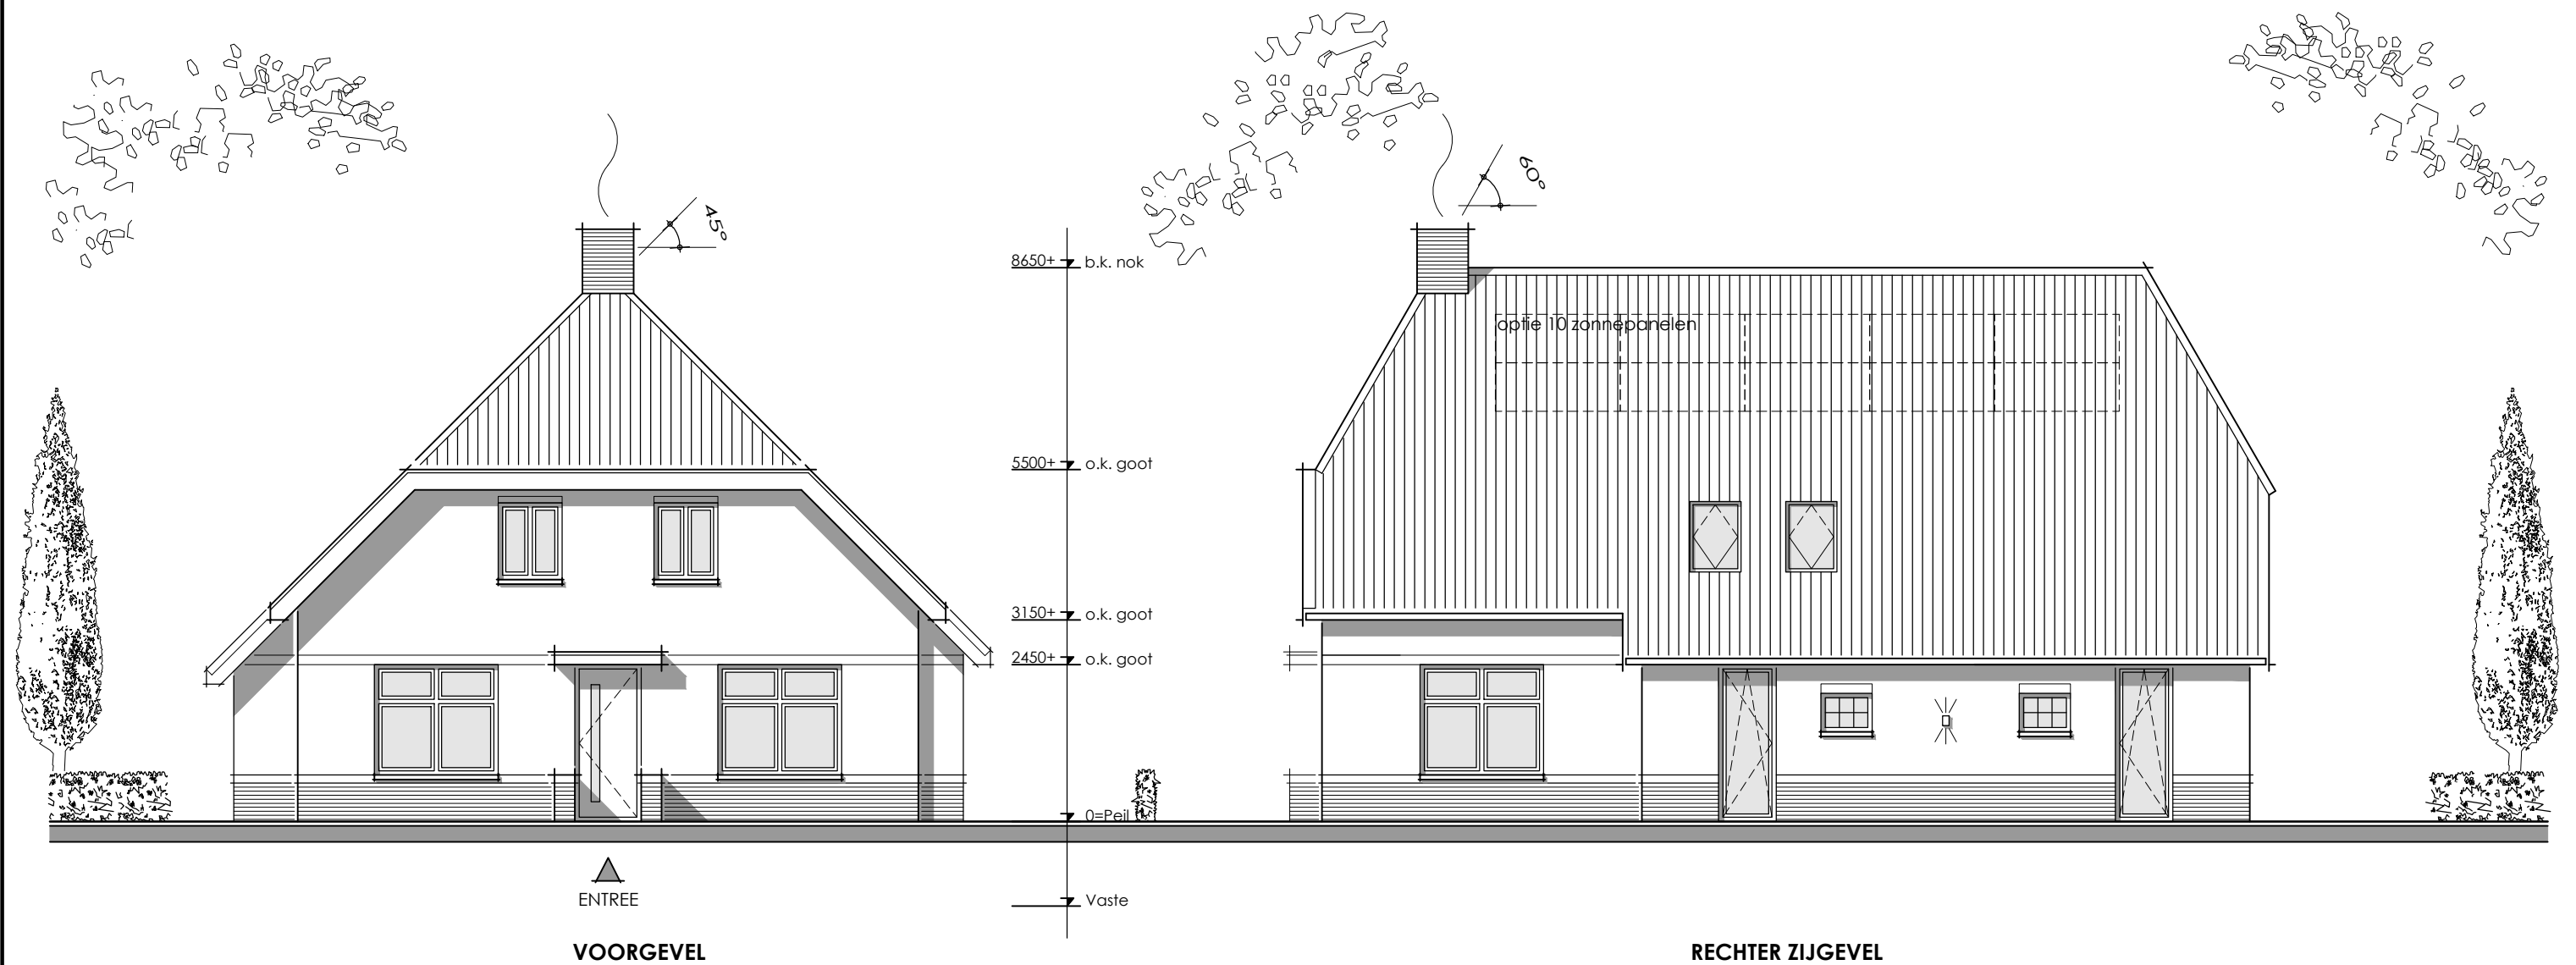 45°
60°
8650+ b.k. nok
optie 10 zonnepanelen
5500+ o.k. goot
3150+ o.k. goot
2450+ o.k. goot
0=Peil
ENTREE
Vaste
VOORGEVEL
RECHTER ZIJGEVEL